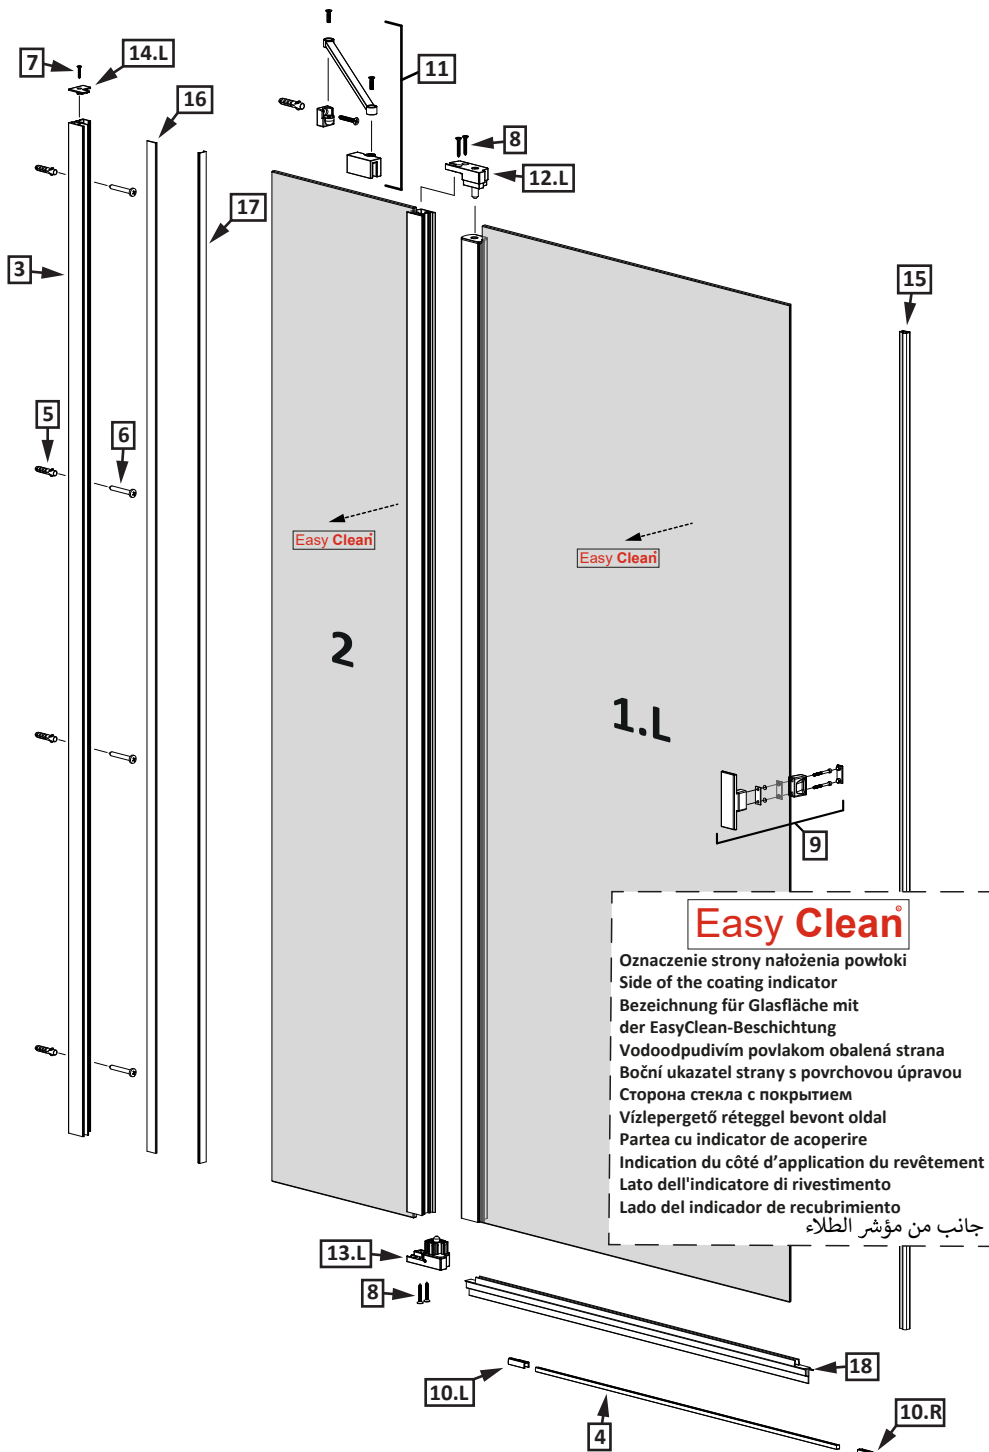 11
7
14.L
16
8
12.L
17
3
15
5
6
Easy Clean
Easy Clean
2
1.L
9
Easy Clean®
Oznaczenie strony nałożenia powłoki
Side of the coating indicator
Bezeichnung für Glasfläche mit
der EasyClean-Beschichtung
Vodoodpudivím povlakom obalená strana
Boční ukazatel strany s povrchovou úpravou
Сторона стекла с покрытием
Vízlepergető réteggel bevont oldal
Partea cu indicator de acoperire
Indication du côté d’application du revêtement
Lato dell'indicatore di rivestimento
Lado del indicador de recubrimiento
جانب من مؤشر الطلاء
13.L
8
18
10.L
4
10.R